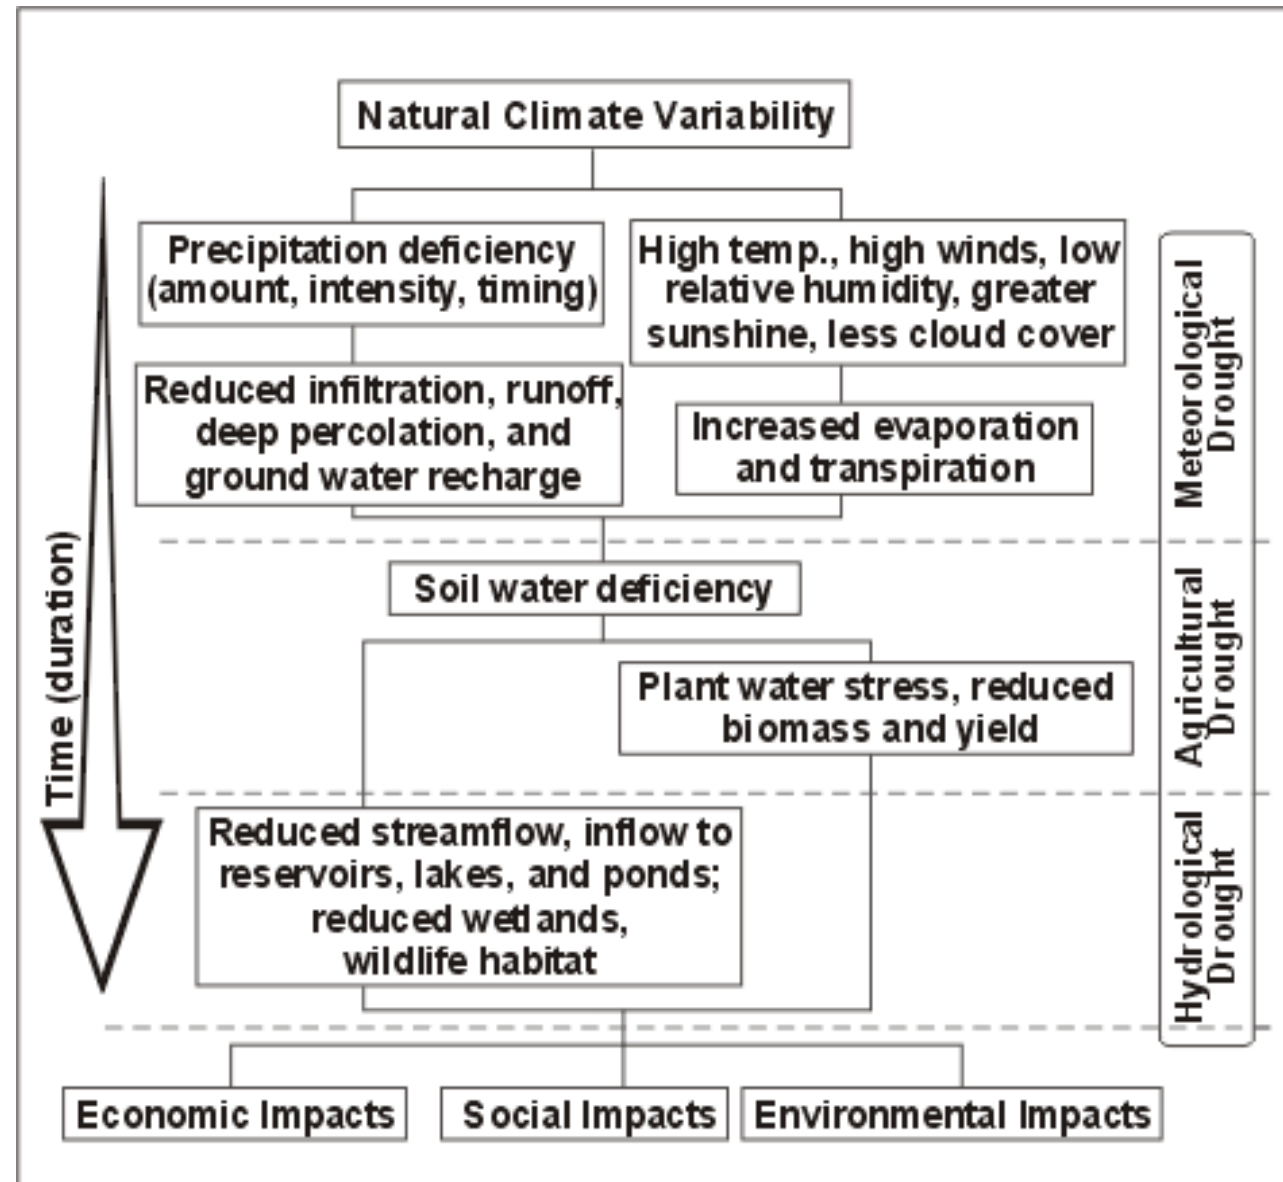 Natural Climate Variability
Precipitation deficiency
(amount, intensity, timing)
High temp., high winds, low
relative humidity, greater
sunshine, less cloud cover
Reduced infiltration, runoff,
deep percolation, and
ground water recharge
Increased evaporation
and transpiration
Meteorological
Drought
Time (duration)
Soil water deficiency
Plant water stress, reduced
biomass and yield
Agricultural
Drought
Reduced streamflow, inflow to
reservoirs, lakes, and ponds;
reduced wetlands,
wildlife habitat
Hydrological
Drought
Economic Impacts
Social Impacts
Environmental Impacts